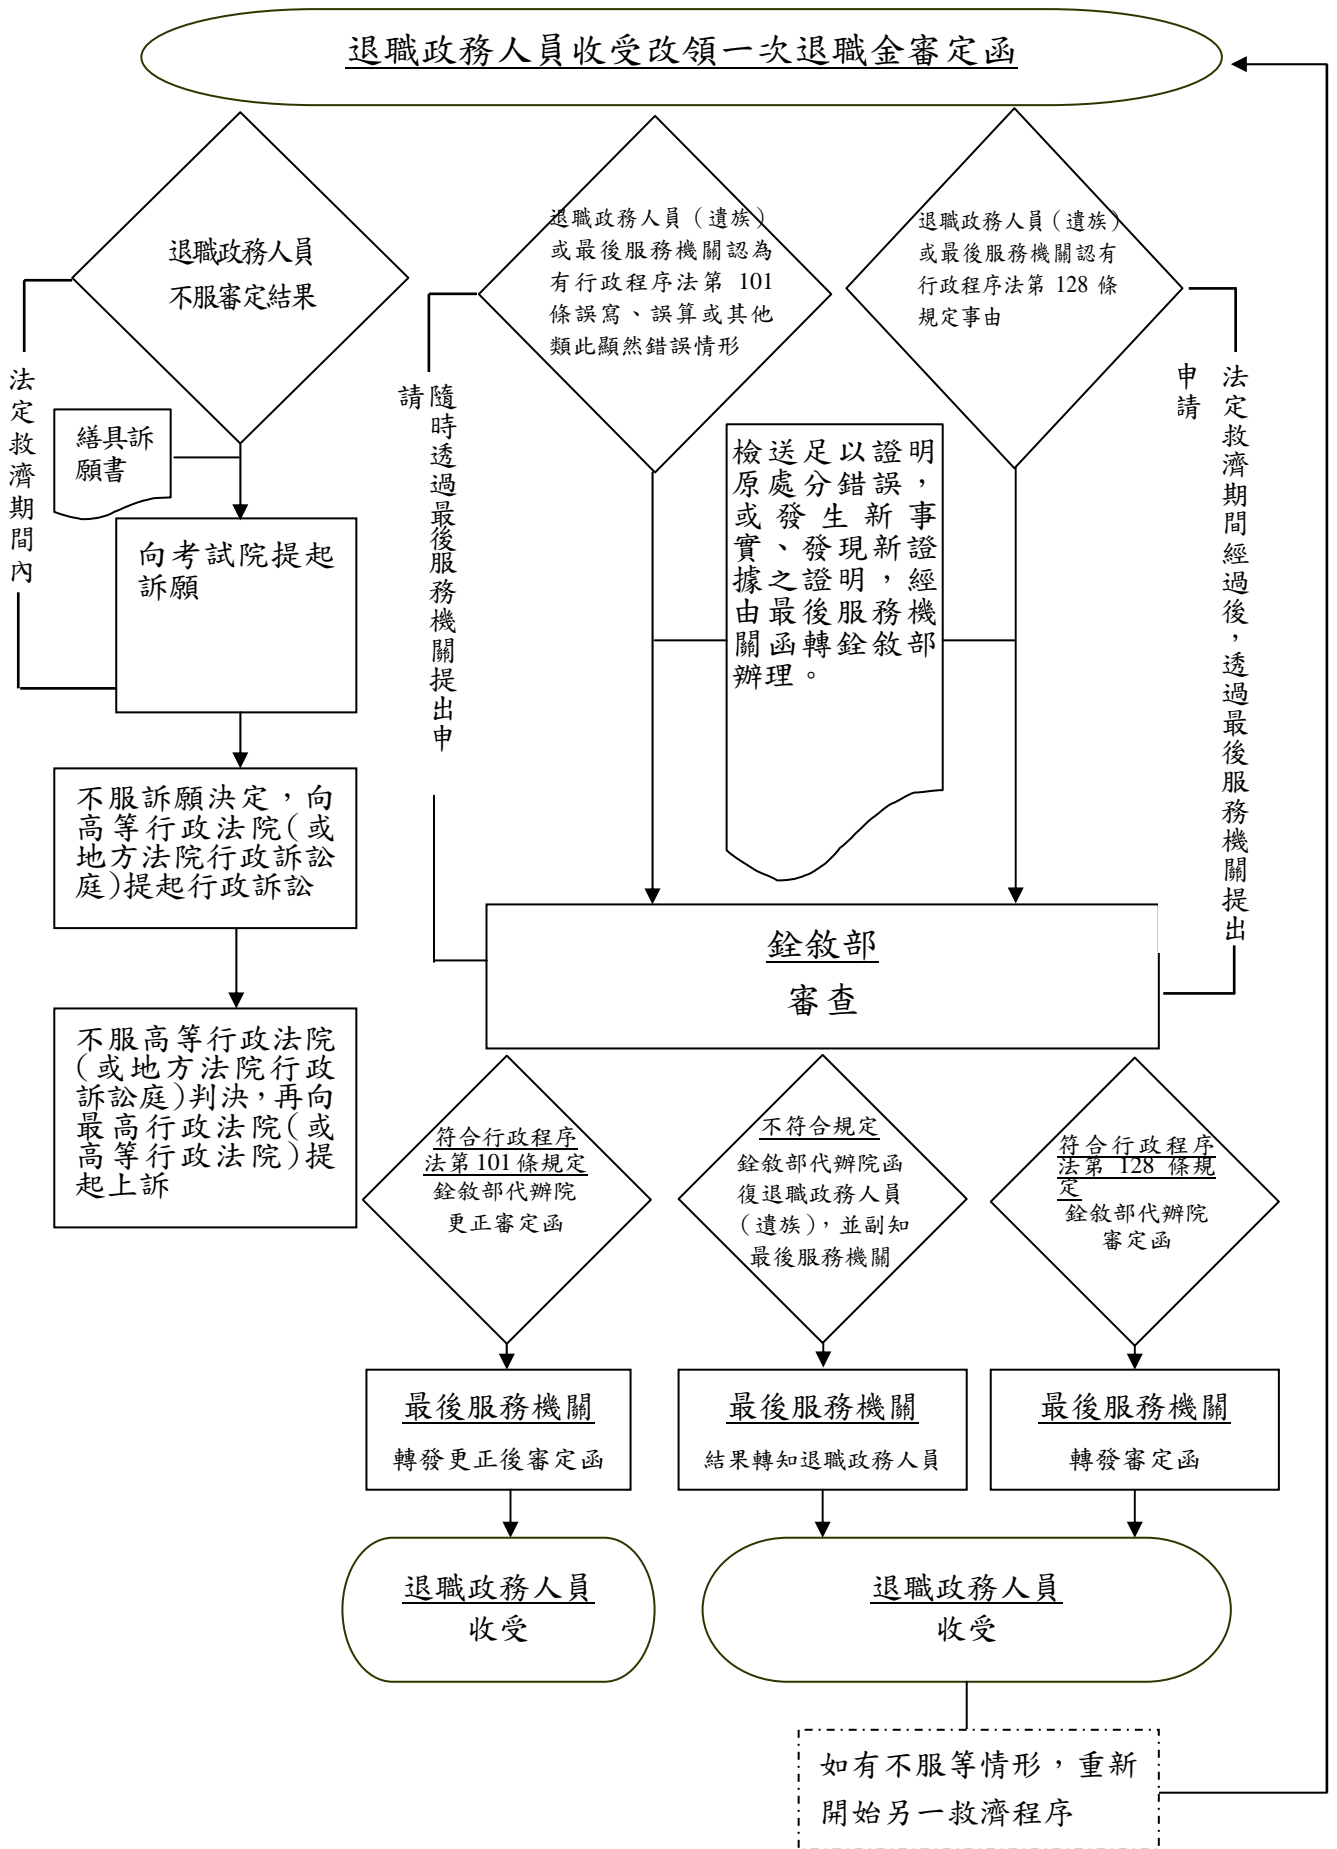 退職政務人員收受改領一次退職金審定函
退職政務人員
不服審定結果
退職政務人員（遺族）
或最後服務機關認為
有行政程序法第 101
條誤寫、誤算或其他
類此顯然錯誤情形
退職政務人員（遺族）
或最後服務機關認有
行政程序法第 128 條
規定事由
法定救濟期間內
隨時透過最後服務機關提出申
請
法定救濟期間經過後，透過最後服務機關提出
申請
繕具訴
願書
檢送足以證明
原處分錯誤，
或發生新事
實、發現新證
據之證明，經
由最後服務機
關函轉銓敘部
辦理。
向考試院提起
訴願
不服訴願決定，向
高等行政法院(或
地方法院行政訴訟
庭)提起行政訴訟
不服高等行政法院
(或地方法院行政
訴訟庭)判決，再向
最高行政法院(或
高等行政法院)提
起上訴
銓敘部
審查
符合行政程序
法第 101 條規定
銓敘部代辦院
更正審定函
不符合規定
銓敘部代辦院函
復退職政務人員
（遺族），並副知
最後服務機關
符合行政程序
法第 128 條規
定
銓敘部代辦院
審定函
最後服務機關
轉發更正後審定函
最後服務機關
結果轉知退職政務人員
最後服務機關
轉發審定函
退職政務人員
收受
退職政務人員
收受
如有不服等情形，重新
開始另一救濟程序